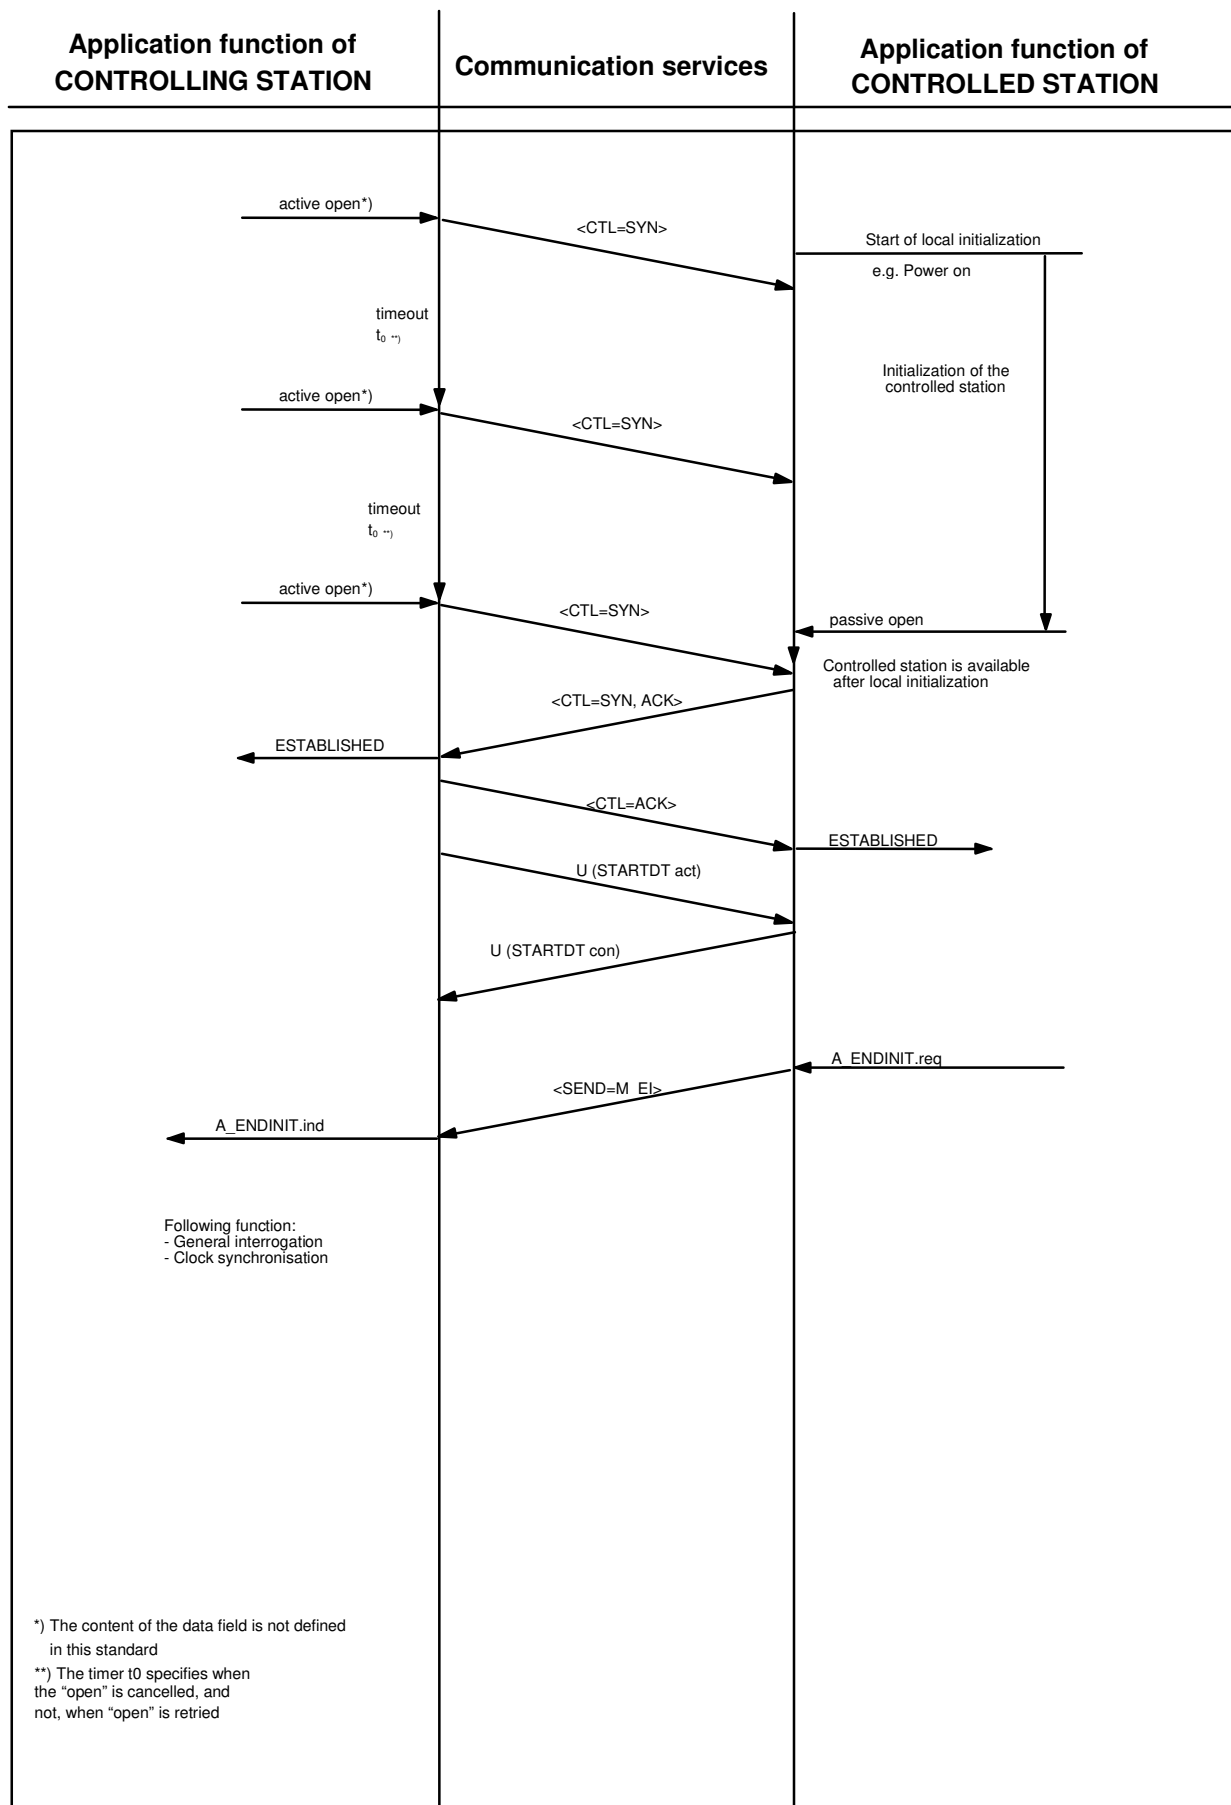 Application function of
CONTROLLING STATION
Communication services
Application function of
CONTROLLED STATION
active open*)
<CTL=SYN>
Start of local initialization
e.g. Power on
timeout
t₀ **)
Initialization of the
controlled station
active open*)
<CTL=SYN>
timeout
t₀ **)
active open*)
<CTL=SYN>
passive open
Controlled station is available
after local initialization
<CTL=SYN, ACK>
ESTABLISHED
<CTL=ACK>
ESTABLISHED
U (STARTDT act)
U (STARTDT con)
A_ENDINIT.req
<SEND=M_EI>
A_ENDINIT.ind
Following function:
- General interrogation
- Clock synchronisation
*) The content of the data field is not defined
in this standard
**) The timer t0 specifies when
the “open” is cancelled, and
not, when “open” is retried